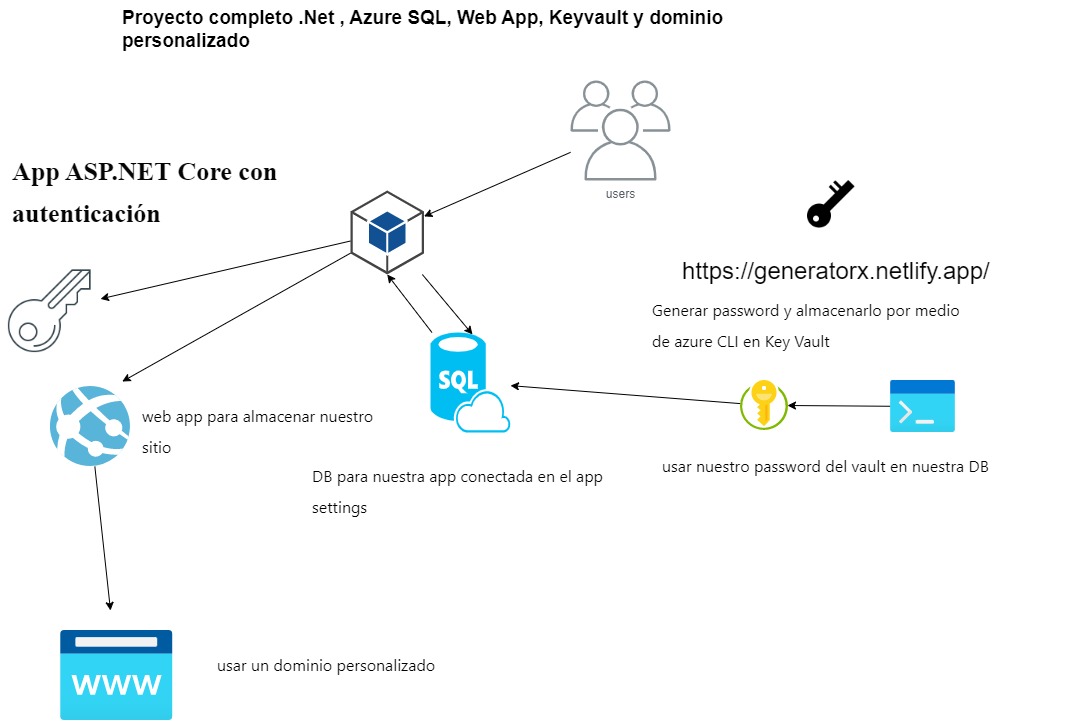 Proyecto completo .Net , Azure SQL, Web App, Keyvault y dominio
personalizado
users
App ASP.NET Core con
autenticación
https://generatorx.netlify.app/
Generar password y almacenarlo por medio
de azure CLI en Key Vault
SQL
web app para almacenar nuestro
sitio
>_
usar nuestro password del vault en nuestra DB
DB para nuestra app conectada en el app
settings
www
usar un dominio personalizado